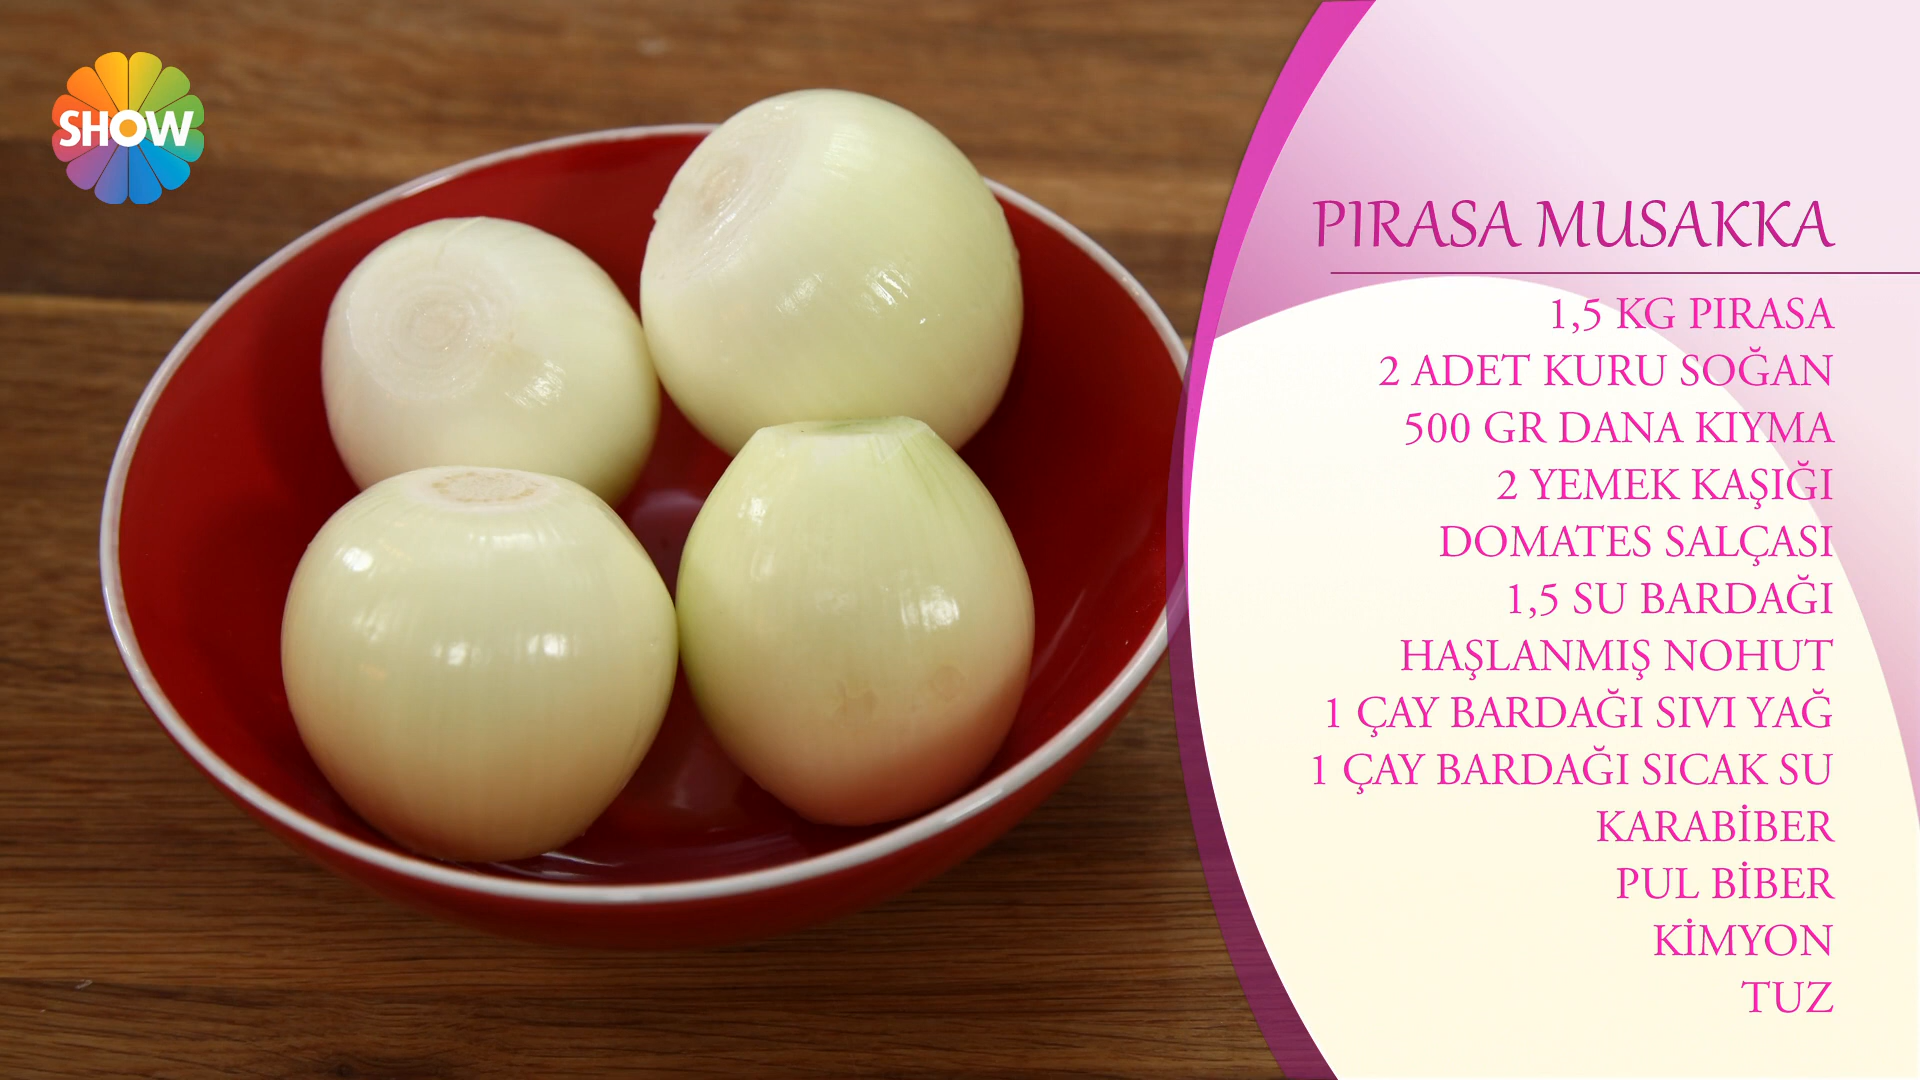 SHOW
PIRASA MUSAKKA
1,5 KG PIRASA
2 ADET KURU SOĞAN
500 GR DANA KIYMA
2 YEMEK KAŞIĞI
DOMATES SALÇASI
1,5 SU BARDAĞI
HAŞLANMIŞ NOHUT
1 ÇAY BARDAĞI SIVI YAĞ
1 ÇAY BARDAĞI SICAK SU
KARABİBER
PUL BİBER
KİMYON
TUZ